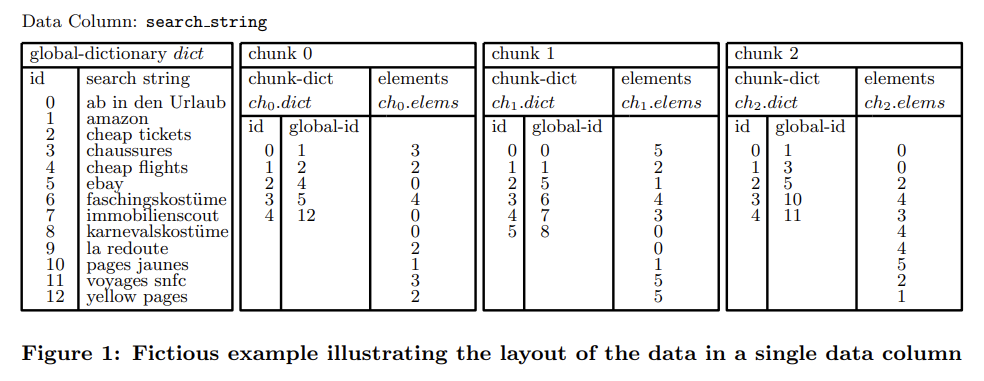 Data Column: search_string
global-dictionary dict | chunk 0 | chunk 1 | chunk 2
id | search string | chunk-dict | elements | chunk-dict | elements | chunk-dict | elements
0 | ab in den Urlaub | ch0.dict | ch0.elems | ch1.dict | ch1.elems | ch2.dict | ch2.elems
1 | amazon | id | global-id | id | global-id | id | global-id
2 | cheap tickets
3 | chaussures | 0 | 1 | 3 | 0 | 0 | 5 | 0 | 1 | 0
4 | cheap flights | 1 | 2 | 2 | 1 | 1 | 2 | 1 | 3 | 0
5 | ebay | 2 | 4 | 0 | 2 | 5 | 1 | 2 | 5 | 2
6 | faschingskostüme | 3 | 5 | 4 | 3 | 6 | 4 | 3 | 10 | 4
7 | immobilienscout | 4 | 12 | 0 | 4 | 7 | 3 | 4 | 11 | 3
8 | karnevalskostüme | 0 | 5 | 8 | 0 | 4
9 | la redoute | 2 | 0 | 4
10 | pages jaunes | 1 | 1 | 5
11 | voyages snfc | 3 | 5 | 2
12 | yellow pages | 2 | 5 | 1
Figure 1: Fictious example illustrating the layout of the data in a single data column